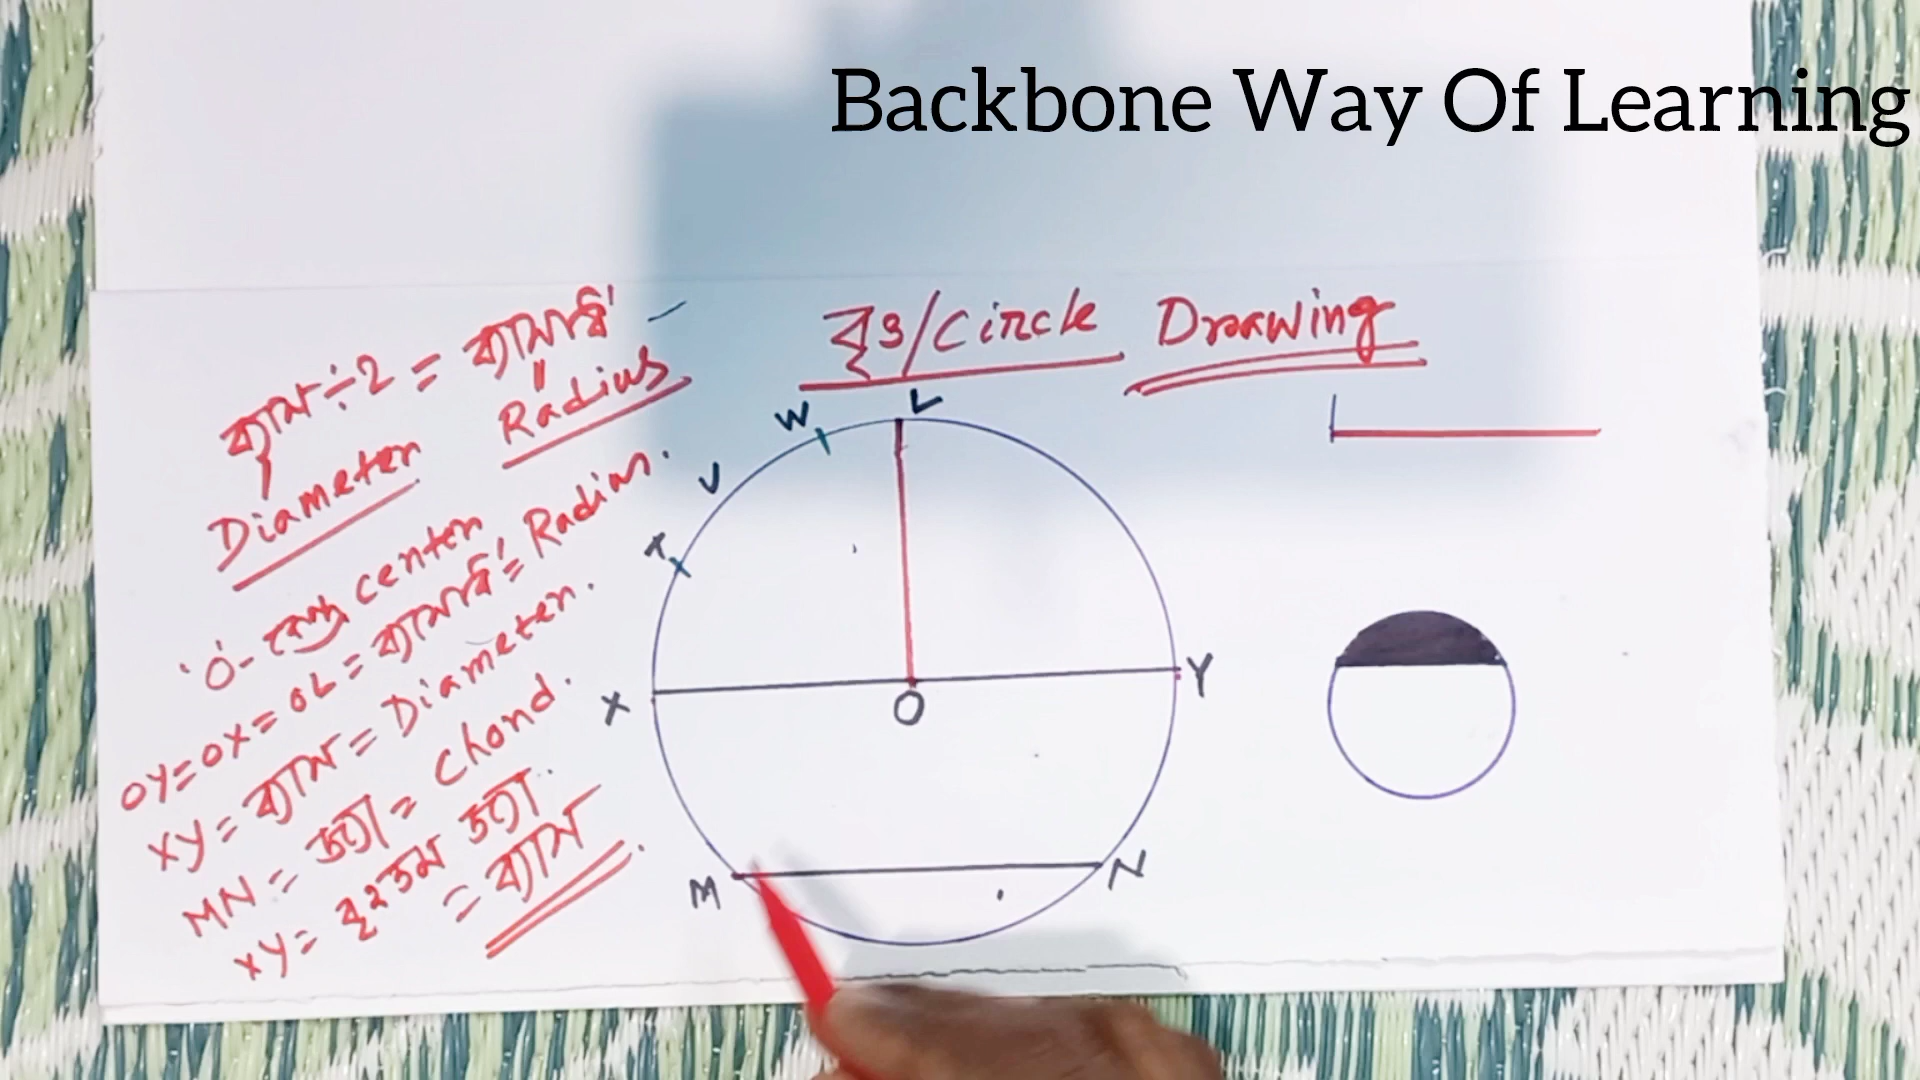 Backbone Way Of Learning
বৃত্ত/Circle Drawing
ব্যাস÷2 = ব্যাসার্ধ
Diameter
Radius
'O'- কেন্দ্র center
OY=OX=OL= ব্যাসার্ধ= Radius.
XY= ব্যাস= Diameter.
MN= জ্যা= Chord.
XY= বৃহত্তম জ্যা
= ব্যাস
W
L
V
T
X
O
Y
M
N